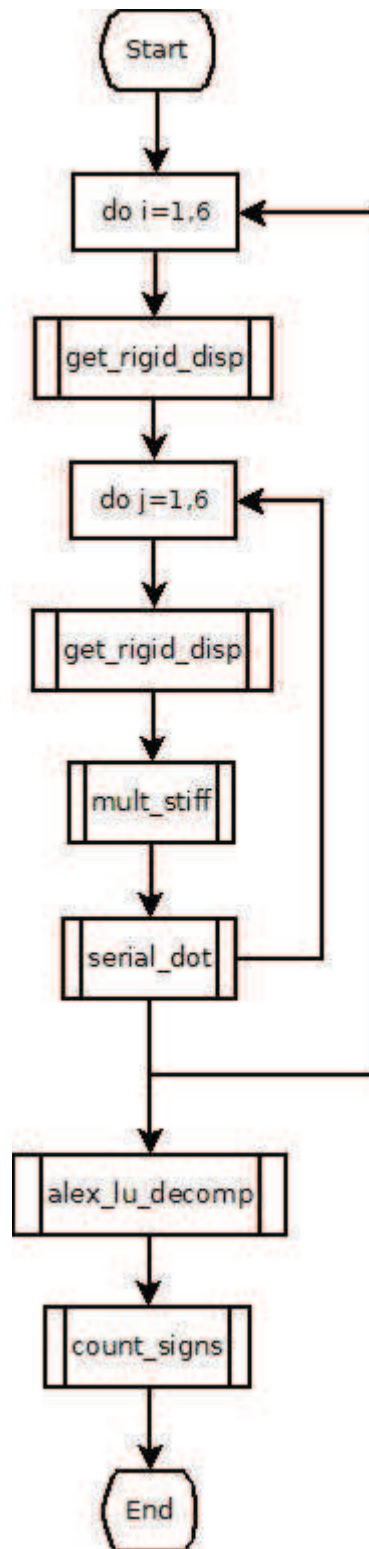 Start
do i=1,6
get_rigid_disp
do j=1,6
get_rigid_disp
mult_stiff
serial_dot
alex_lu_decomp
count_signs
End